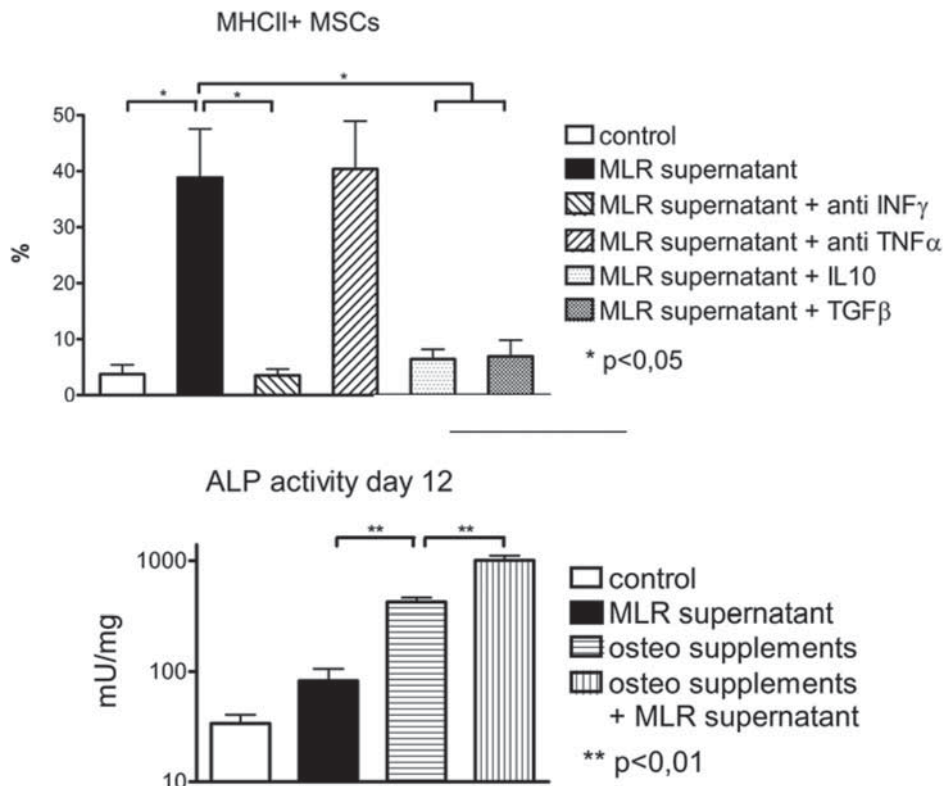 MHCII+ MSCs
*
* *
50
40
30
20
10
0
%
control
MLR supernatant
MLR supernatant + anti INFγ
MLR supernatant + anti TNFα
MLR supernatant + IL10
MLR supernatant + TGFβ
* p<0,05
ALP activity day 12
** **
1000
100
10
mU/mg
control
MLR supernatant
osteo supplements
osteo supplements
+ MLR supernatant
** p<0,01